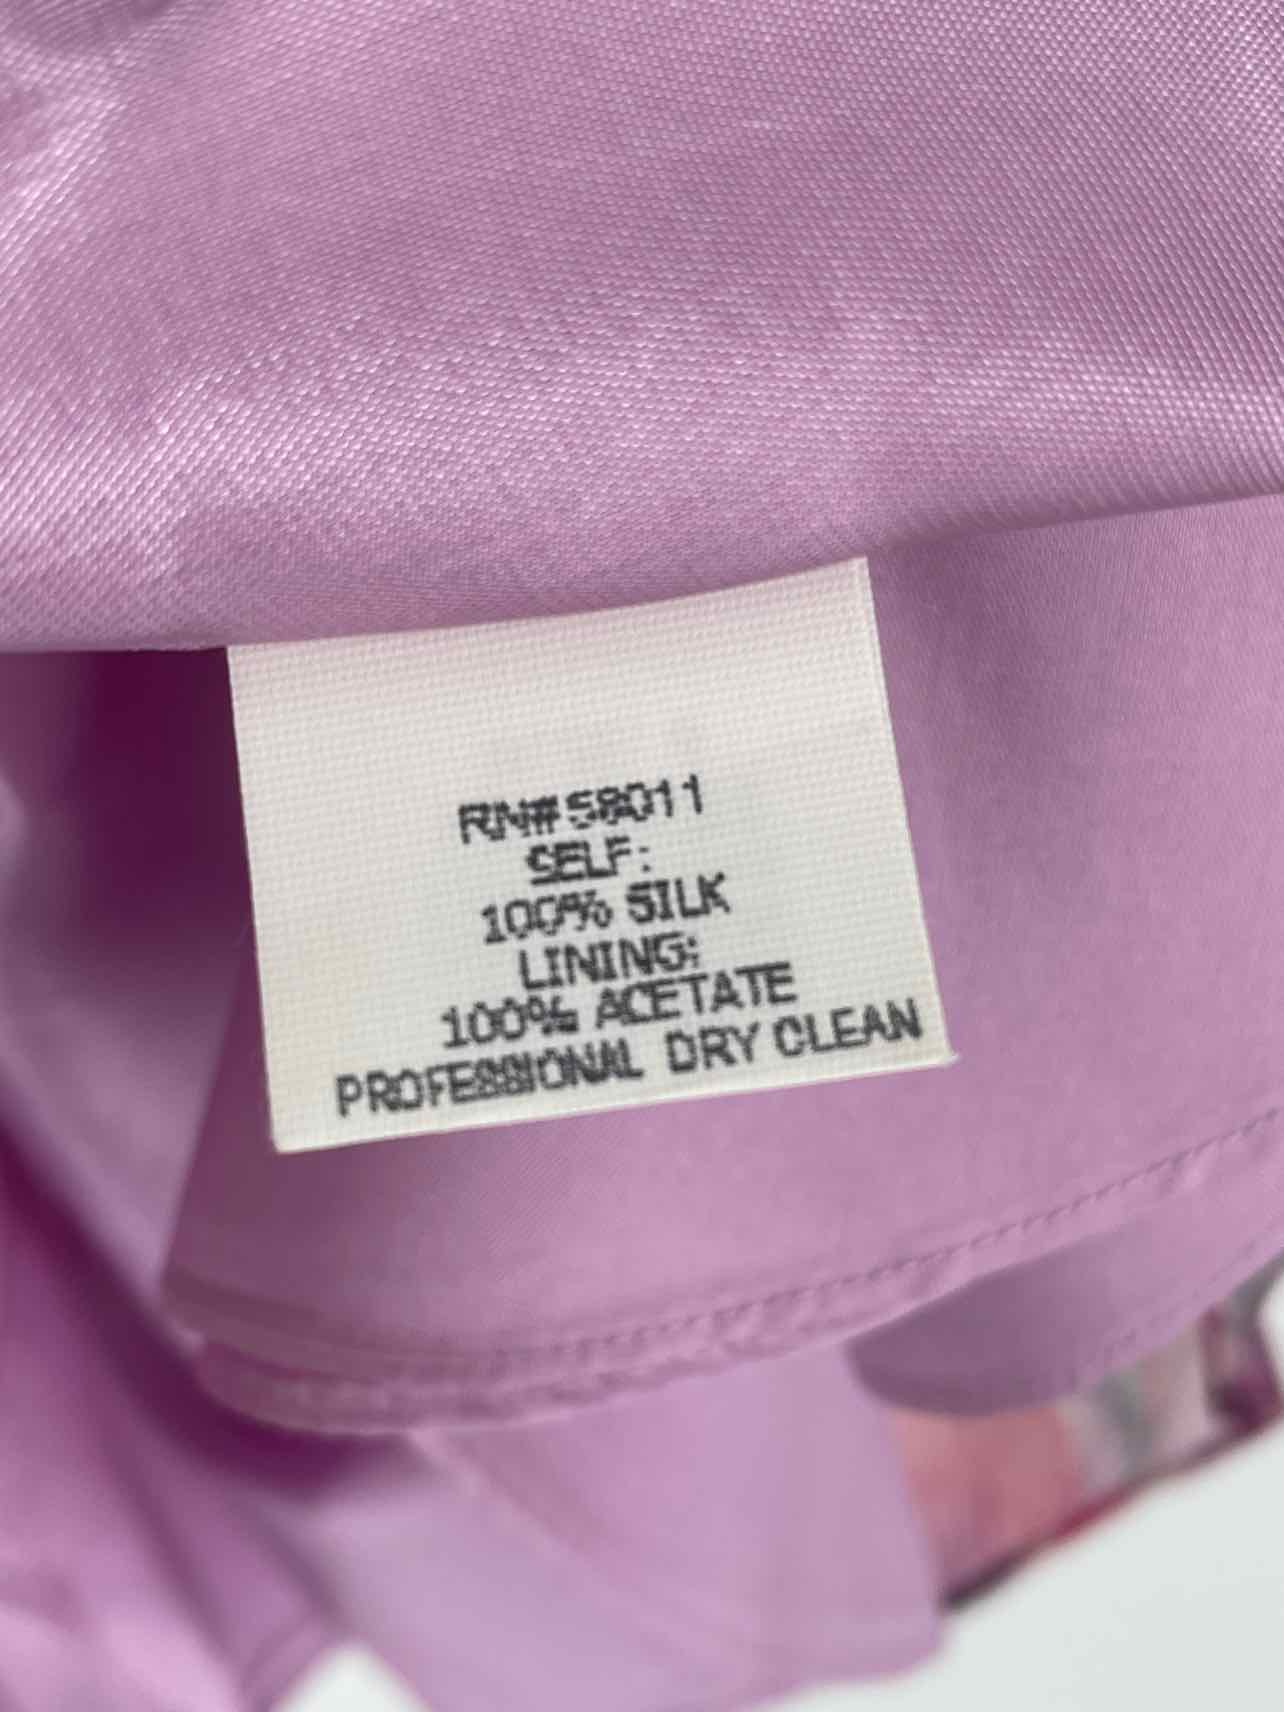 RN#58011
SELF:
100% SILK
LINING:
100% ACETATE
PROFESSIONAL DRY CLEAN